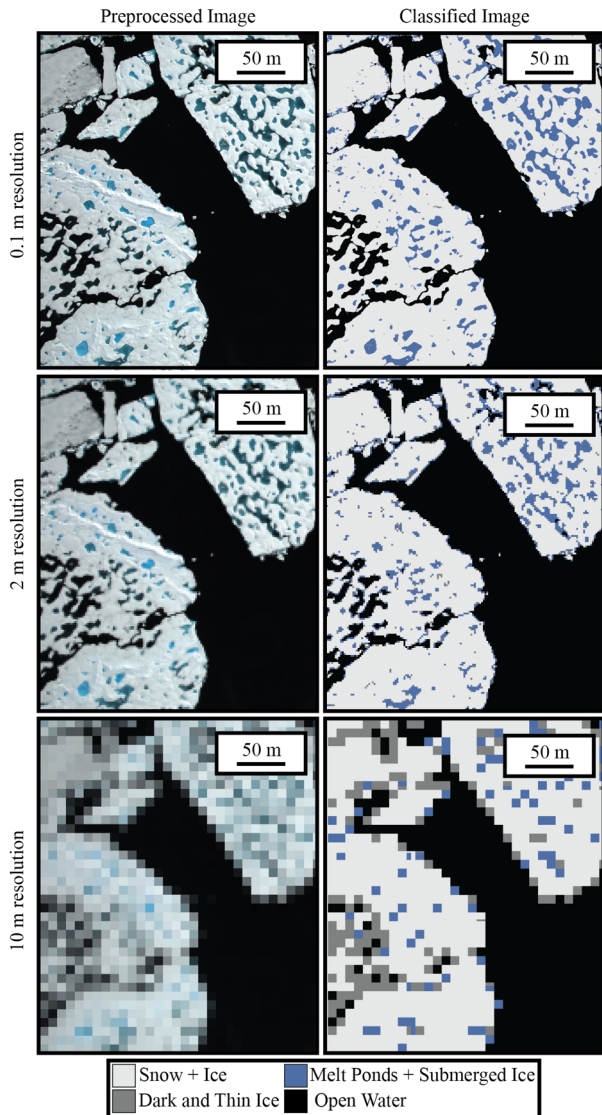 Preprocessed Image Classified Image
50 m 50 m
0.1 m resolution
50 m 50 m
2 m resolution
50 m 50 m
10 m resolution
Snow + Ice Melt Ponds + Submerged Ice
Dark and Thin Ice Open Water